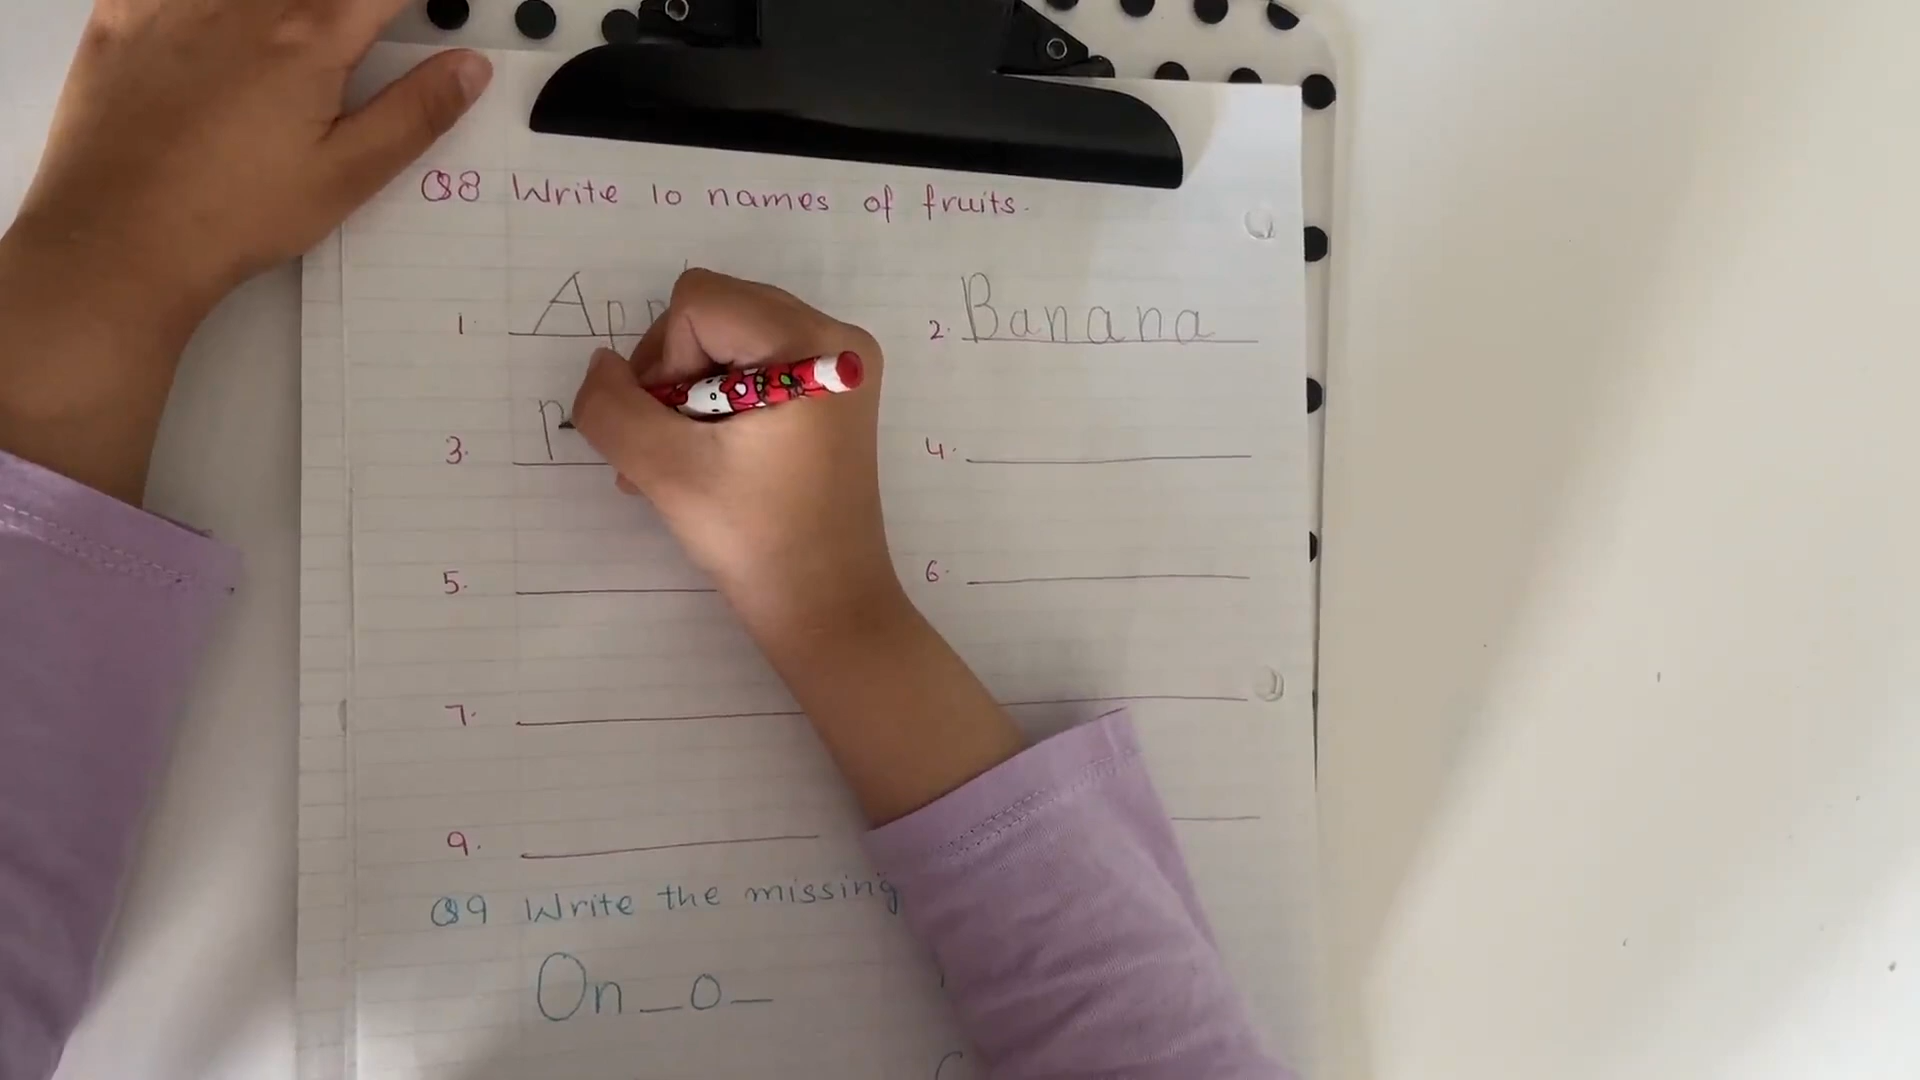 Q8 Write 10 names of fruits.
1. App
2. Banana
3.
4.
5.
6.
7.
9.
Q9 Write the missing
On_o_